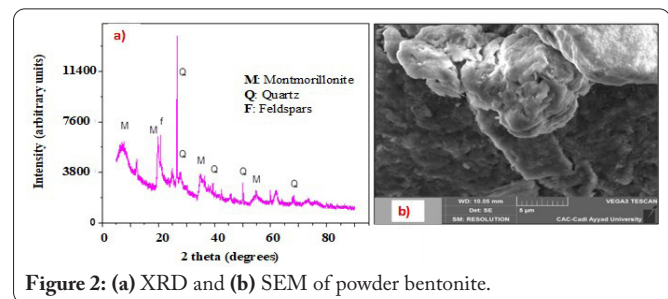 a)
Intensity (arbitrary units)
11400
7600
3800
0
M
M
f
Q
Q
M
Q
Q
M
Q
M: Montmorillonite
Q: Quartz
F: Feldspars
20
40
60
80
2 theta (degrees)
b)
WD: 10.05 mm
VEGA\\ TESCAN
Det: SE
5 µm
SM: RESOLUTION
CAC-Cadi Ayyad University
Figure 2: (a) XRD and (b) SEM of powder bentonite.